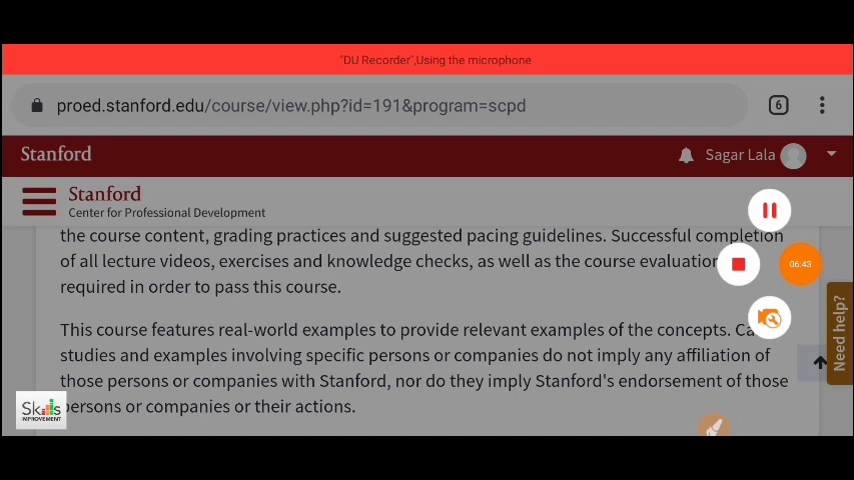 "DU Recorder",Using the microphone
proed.stanford.edu/course/view.php?id=191&program=scpd
6
Stanford
Sagar Lala
Stanford
Center for Professional Development
the course content, grading practices and suggested pacing guidelines. Successful completion
of all lecture videos, exercises and knowledge checks, as well as the course evaluation
06:43
required in order to pass this course.
Need help?
This course features real-world examples to provide relevant examples of the concepts.
studies and examples involving specific persons or companies do not imply any affiliation of
those persons or companies with Stanford, nor do they imply Stanford's endorsement of those
persons or companies or their actions.
Skills
IMPROVEMENT